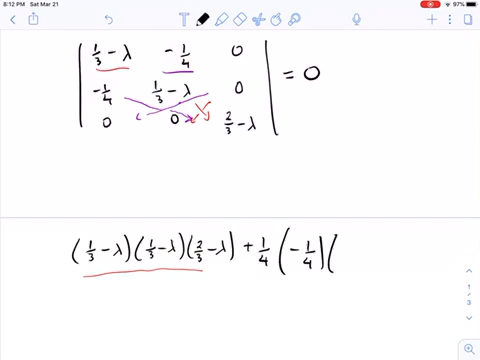 8:12 PM Thu Mar 21
97%
| 1/3 − λ   − 1/4   0 |
| − 1/4   1/3 − λ   0 | = 0
| 0   0   2/3 − λ |
(1/3 − λ)(1/3 − λ)(2/3 − λ) + 1/4 (− 1/4)(
1
/
3